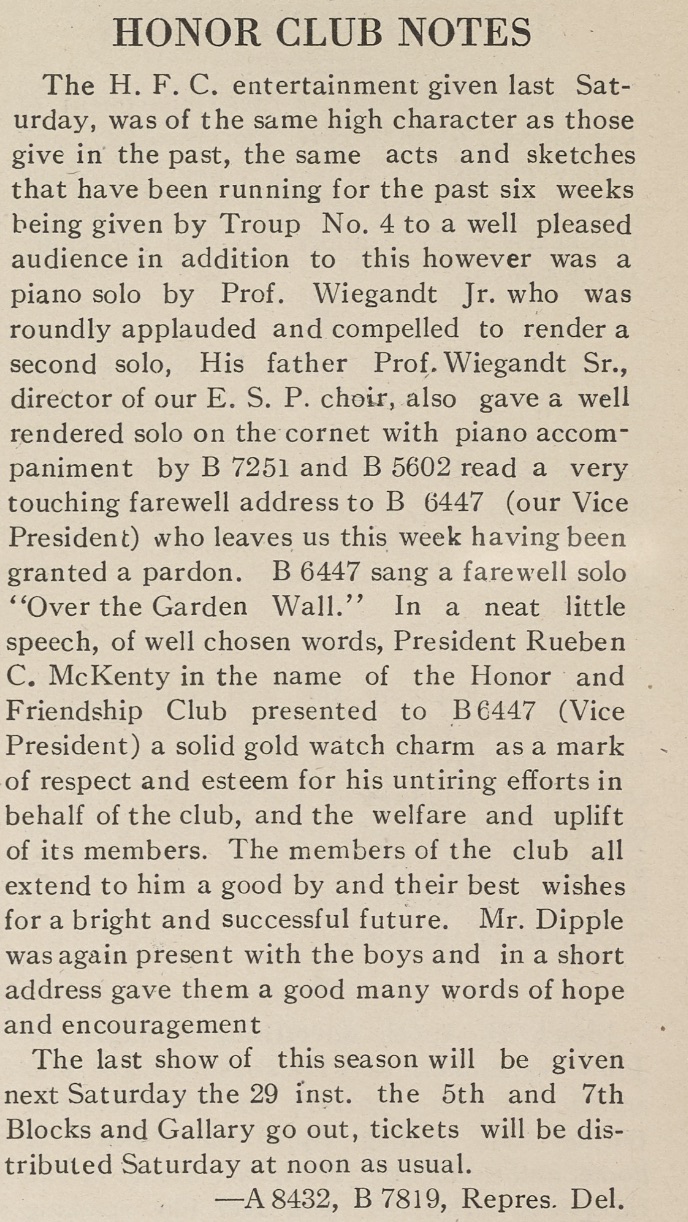 HONOR CLUB NOTES
The H. F. C. entertainment given last Sat-
urday, was of the same high character as those
give in the past, the same acts and sketches
that have been running for the past six weeks
being given by Troup No. 4 to a well pleased
audience in addition to this however was a
piano solo by Prof. Wiegandt Jr. who was
roundly applauded and compelled to render a
second solo, His father Prof. Wiegandt Sr.,
director of our E. S. P. choir, also gave a well
rendered solo on the cornet with piano accom-
paniment by B 7251 and B 5602 read a very
touching farewell address to B 6447 (our Vice
President) who leaves us this week having been
granted a pardon. B 6447 sang a farewell solo
“Over the Garden Wall.” In a neat little
speech, of well chosen words, President Rueben
C. McKenty in the name of the Honor and
Friendship Club presented to B 6447 (Vice
President) a solid gold watch charm as a mark
of respect and esteem for his untiring efforts in
behalf of the club, and the welfare and uplift
of its members. The members of the club all
extend to him a good by and their best wishes
for a bright and successful future. Mr. Dipple
was again present with the boys and in a short
address gave them a good many words of hope
and encouragement
The last show of this season will be given
next Saturday the 29 inst. the 5th and 7th
Blocks and Gallary go out, tickets will be dis-
tributed Saturday at noon as usual.
—A 8432, B 7819, Repres. Del.